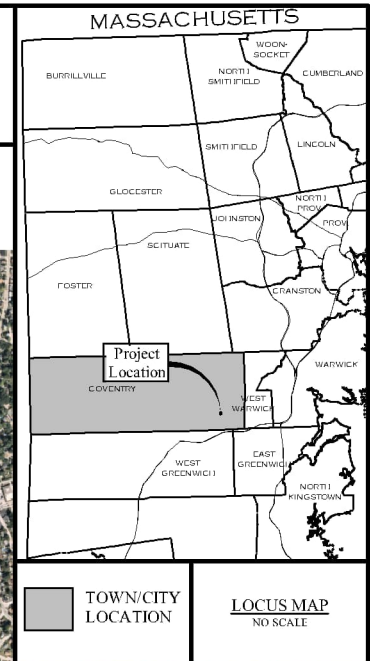 MASSACHUSETTS
WOON-
SOCKET
BURRILLVILLE
NORTH
SMITHFIELD
CUMBERLAND
SMITHFIELD
LINCOLN
GLOCESTER
NORTH
PROV.
JOHNSTON
PROV.
SCITUATE
FOSTER
CRANSTON
Project
Location
WARWICK
COVENTRY
WEST
WARWICK
WEST
GREENWICH
EAST
GREENWICH
NORTH
KINGSTOWN
TOWN/CITY
LOCATION
LOCUS MAP
NO SCALE